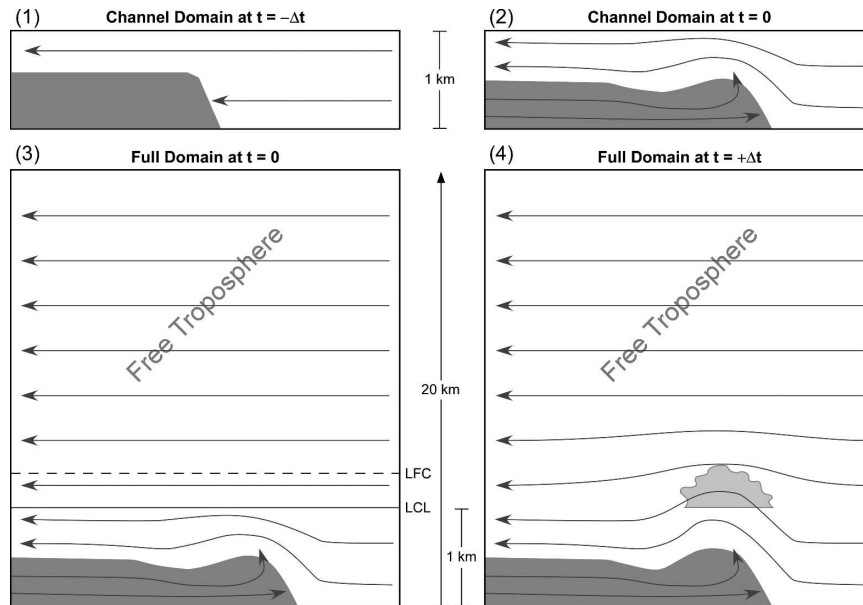 (1) Channel Domain at t = −Δt
(2) Channel Domain at t = 0
1 km
(3) Full Domain at t = 0
(4) Full Domain at t = +Δt
Free Troposphere
Free Troposphere
20 km
LFC
LCL
1 km